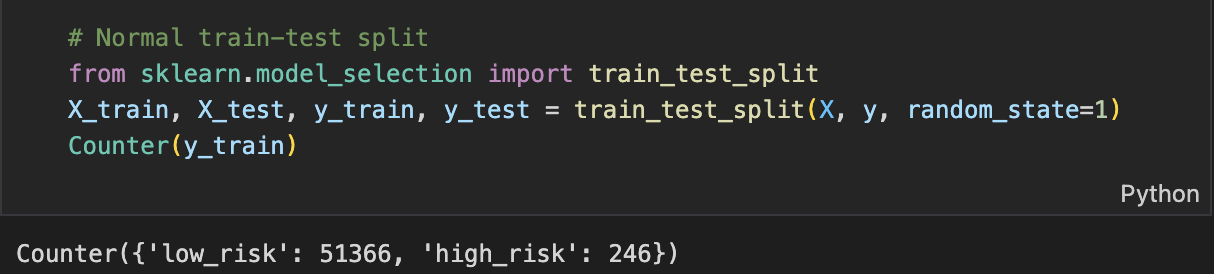 # Normal train-test split
from sklearn.model_selection import train_test_split
X_train, X_test, y_train, y_test = train_test_split(X, y, random_state=1)
Counter(y_train)
Python
Counter({'low_risk': 51366, 'high_risk': 246})